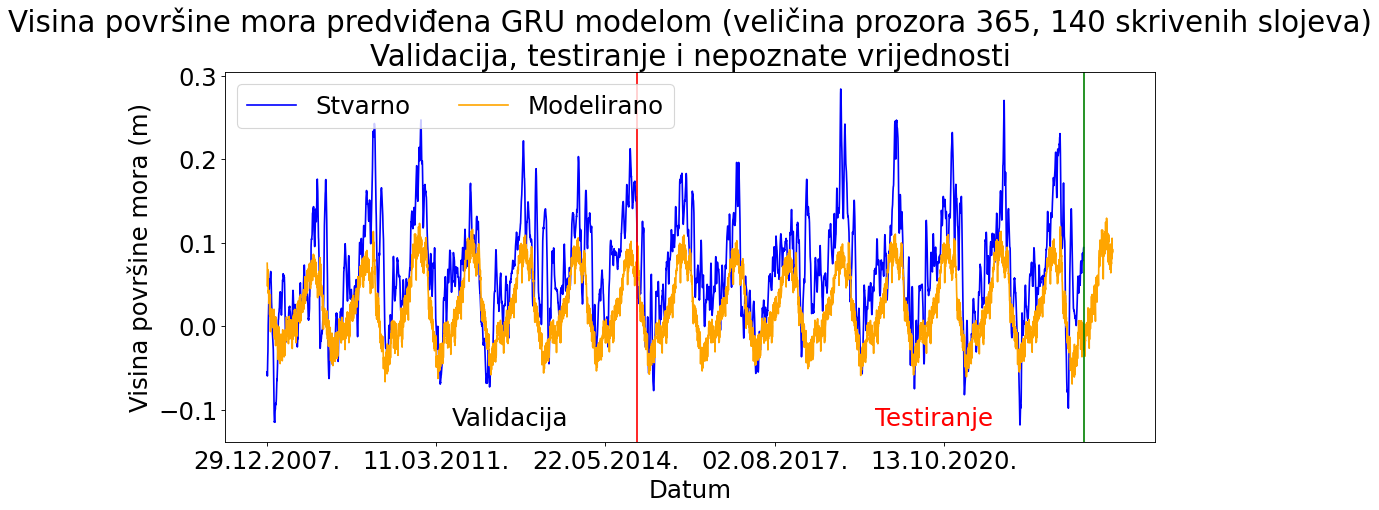 Visina površine mora predviđena GRU modelom (veličina prozora 365, 140 skrivenih slojeva)
Validacija, testiranje i nepoznate vrijednosti
Stvarno Modelirano
Visina površine mora (m)
0.3
0.2
0.1
0.0
−0.1
Validacija Testiranje
29.12.2007. 11.03.2011. 22.05.2014. 02.08.2017. 13.10.2020.
Datum